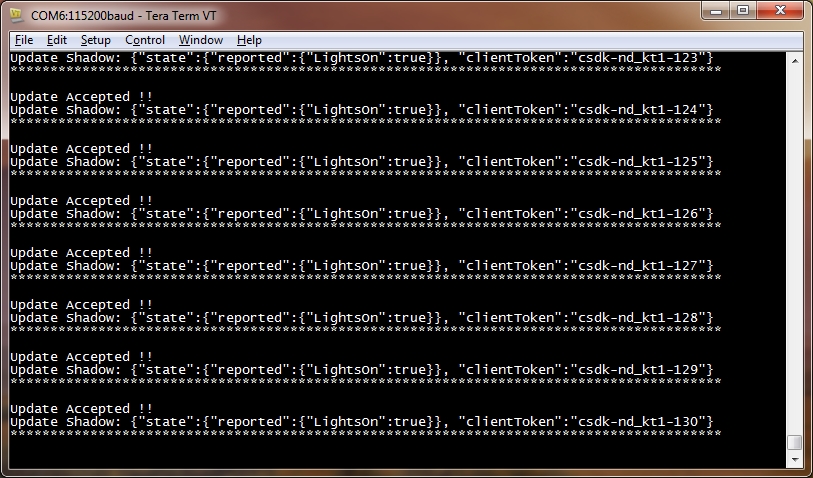 COM6:115200baud - Tera Term VT
File Edit Setup Control Window Help
Update Shadow: {"state":{"reported":{"LightsOn":true}}, "clientToken":"csdk-nd_kt1-123"}
*****************************************************************************************
Update Accepted !!
Update Shadow: {"state":{"reported":{"LightsOn":true}}, "clientToken":"csdk-nd_kt1-124"}
*****************************************************************************************
Update Accepted !!
Update Shadow: {"state":{"reported":{"LightsOn":true}}, "clientToken":"csdk-nd_kt1-125"}
*****************************************************************************************
Update Accepted !!
Update Shadow: {"state":{"reported":{"LightsOn":true}}, "clientToken":"csdk-nd_kt1-126"}
*****************************************************************************************
Update Accepted !!
Update Shadow: {"state":{"reported":{"LightsOn":true}}, "clientToken":"csdk-nd_kt1-127"}
*****************************************************************************************
Update Accepted !!
Update Shadow: {"state":{"reported":{"LightsOn":true}}, "clientToken":"csdk-nd_kt1-128"}
*****************************************************************************************
Update Accepted !!
Update Shadow: {"state":{"reported":{"LightsOn":true}}, "clientToken":"csdk-nd_kt1-129"}
*****************************************************************************************
Update Accepted !!
Update Shadow: {"state":{"reported":{"LightsOn":true}}, "clientToken":"csdk-nd_kt1-130"}
*****************************************************************************************